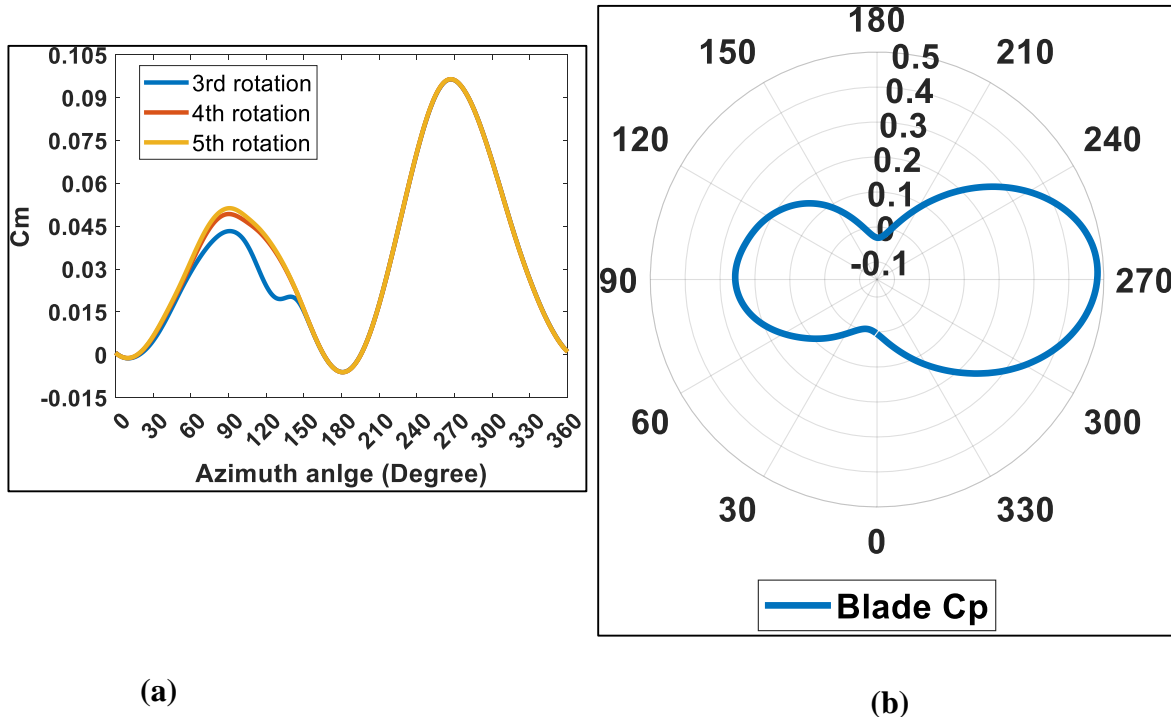 0.105
0.09
0.075
0.06
0.045
0.03
0.015
0
-0.015
Cm
3rd rotation
4th rotation
5th rotation
0 30 60 90 120 150 180 210 240 270 300 330 360
Azimuth anlge (Degree)
(a)
180
150 210
120 240
90 270
60 300
30 330
0
0.5
0.4
0.3
0.2
0.1
0
-0.1
Blade Cp
(b)